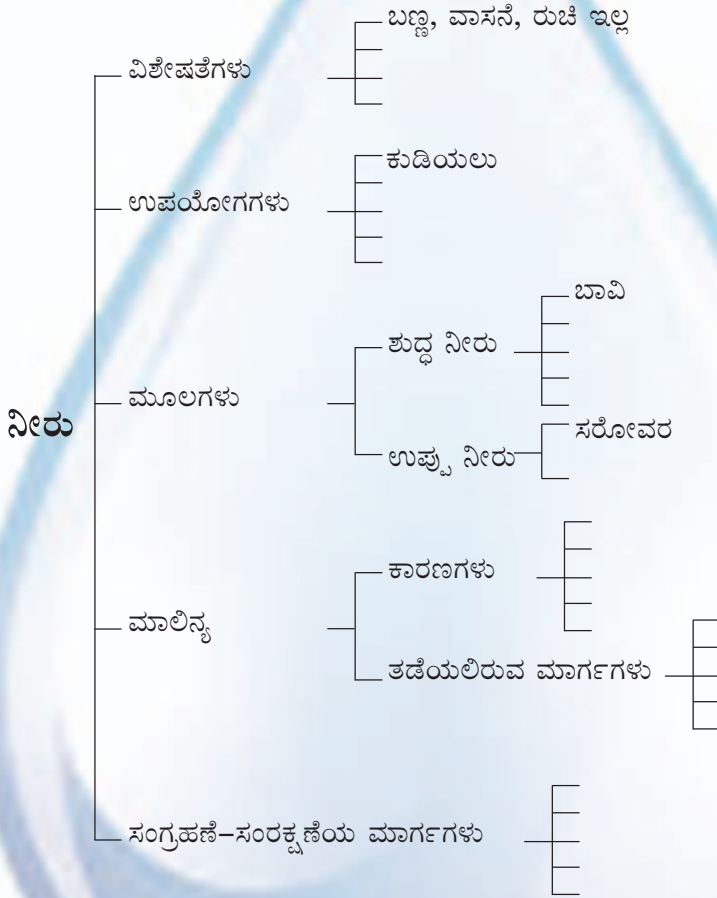 ಬಣ್ಣ, ವಾಸನೆ, ರುಚಿ ಇಲ್ಲ
ವಿಶೇಷತೆಗಳು
ಕುಡಿಯಲು
ಉಪಯೋಗಗಳು
ಬಾವಿ
ಶುದ್ಧ ನೀರು
ಮೂಲಗಳು
ನೀರು
ಸರೋವರ
ಉಪ್ಪು ನೀರು
ಕಾರಣಗಳು
ಮಾಲಿನ್ಯ
ತಡೆಯಲಿರುವ ಮಾರ್ಗಗಳು
ಸಂಗ್ರಹಣೆ–ಸಂರಕ್ಷಣೆಯ ಮಾರ್ಗಗಳು